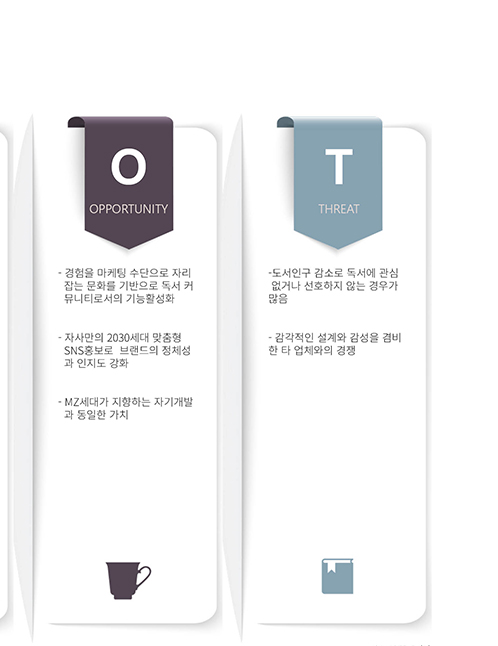 O
OPPORTUNITY
- 경험을 마케팅 수단으로 자리
잡는 문화를 기반으로 독서 커
뮤니티로서의 기능활성화
- 자사만의 2030세대 맞춤형
SNS홍보로 브랜드의 정체성
과 인지도 강화
- MZ세대가 지향하는 자기개발
과 동일한 가치
T
THREAT
-도서인구 감소로 독서에 관심
없거나 선호하지 않는 경우가
많음
- 감각적인 설계와 감성을 겸비
한 타 업체와의 경쟁